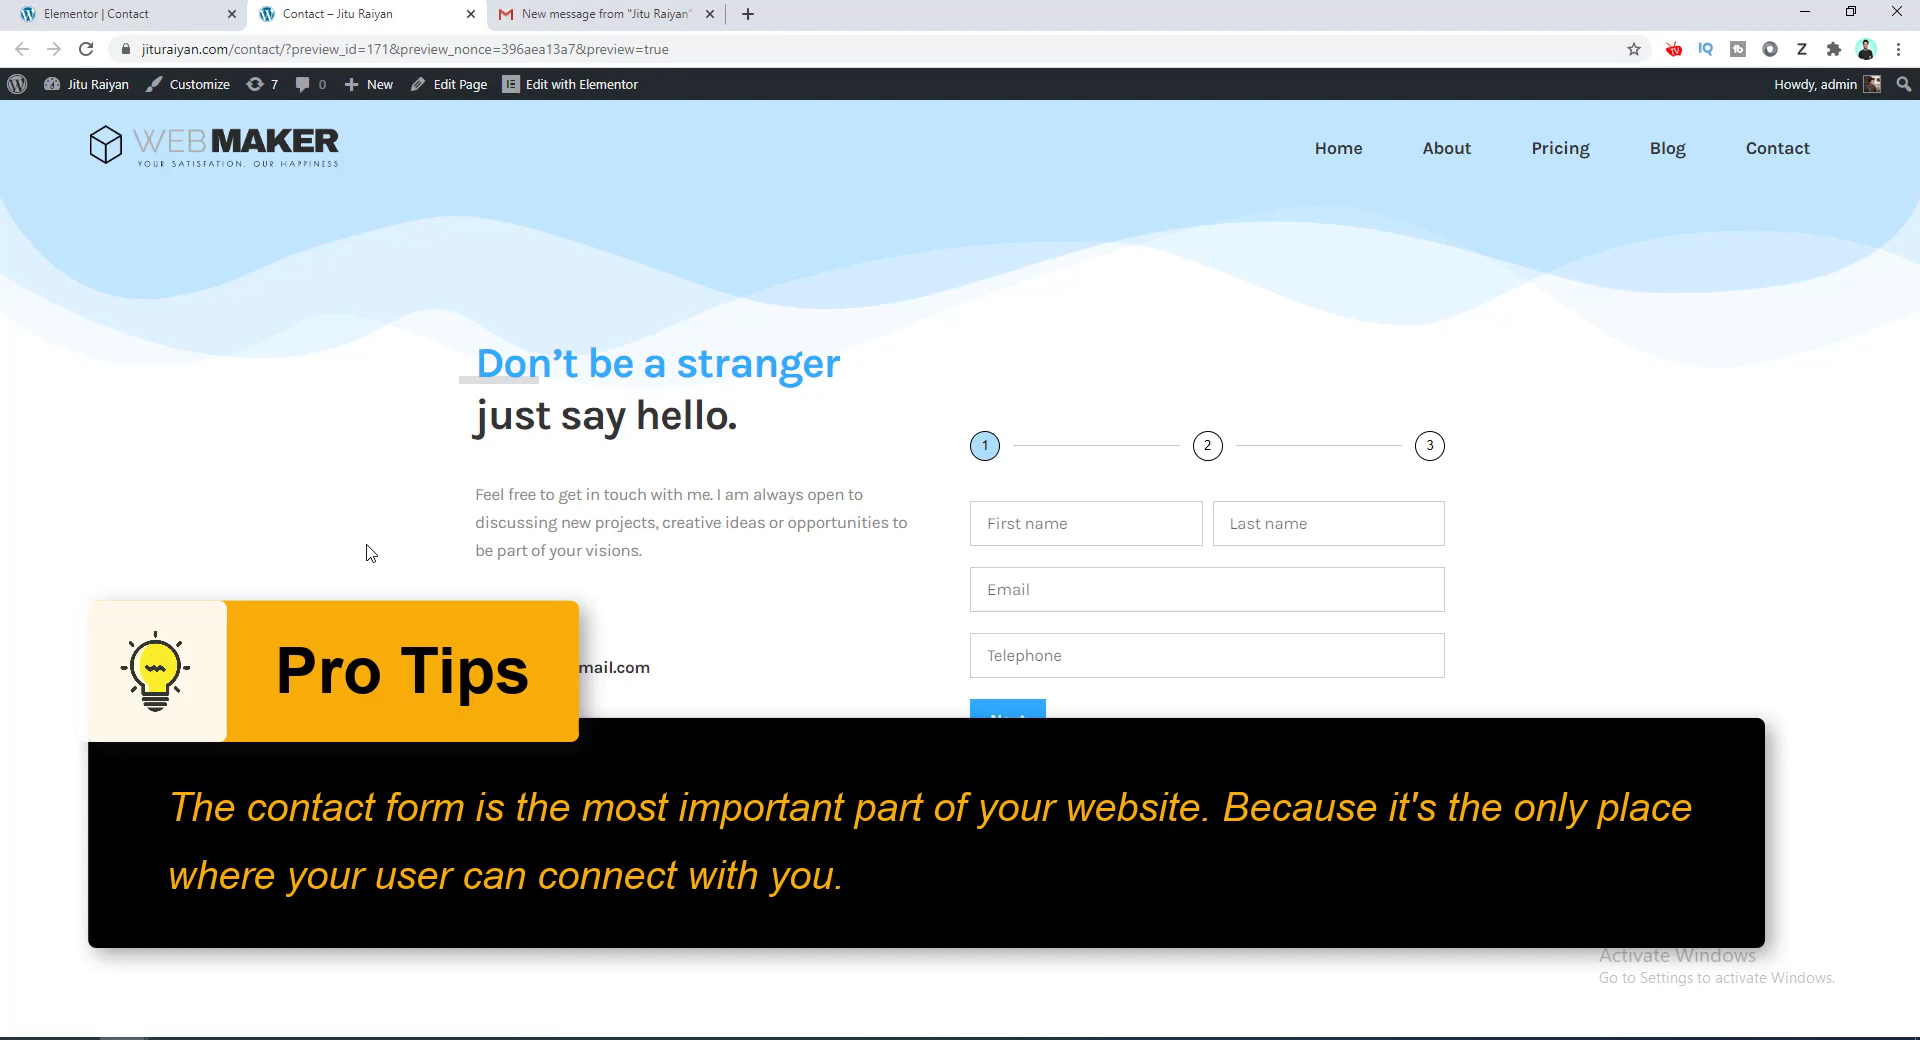 Elementor | Contact
Contact – Jitu Raiyan
New message from "Jitu Raiyan"
jituraiyan.com/contact/?preview_id=171&preview_nonce=396aea13a7&preview=true
Jitu Raiyan
Customize
7
0
New
Edit Page
Edit with Elementor
Howdy, admin
WEB MAKER
YOUR SATISFATION, OUR HAPPINESS
Home
About
Pricing
Blog
Contact
Don’t be a stranger
just say hello.
1
2
3
Feel free to get in touch with me. I am always open to
discussing new projects, creative ideas or opportunities to
be part of your visions.
First name
Last name
Email
Telephone
mail.com
Pro Tips
The contact form is the most important part of your website. Because it's the only place
where your user can connect with you.
Activate Windows
Go to Settings to activate Windows.